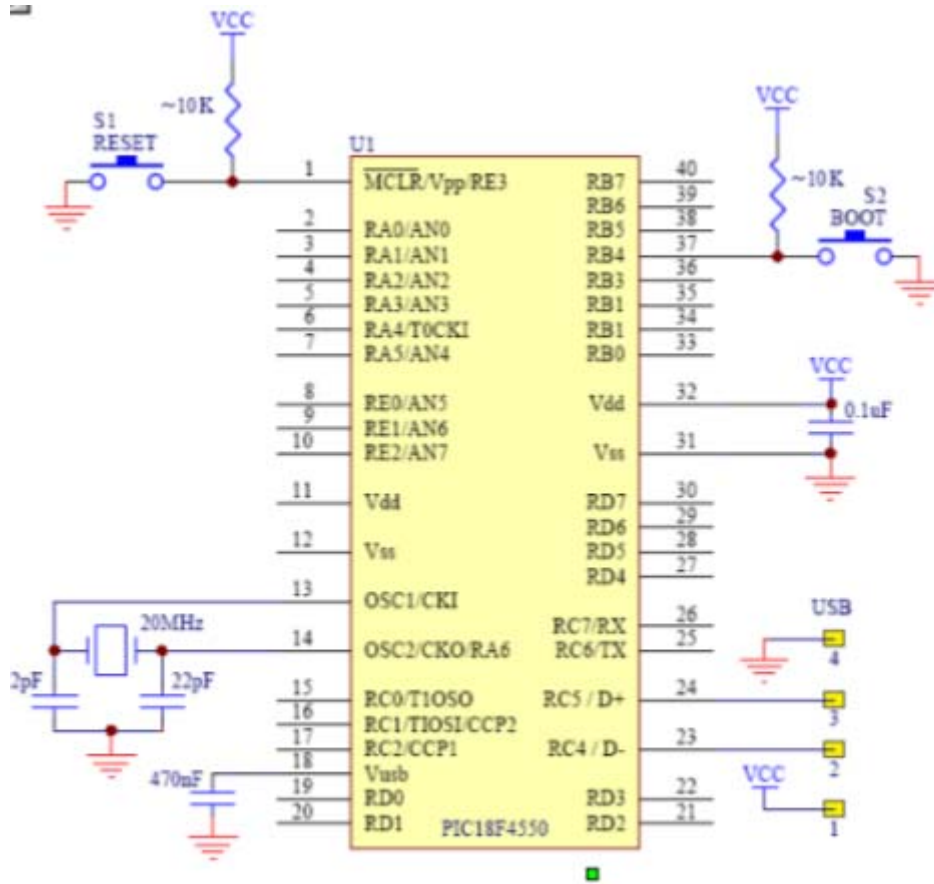 VCC
~10K
S1
RESET
VCC
~10K
S2
BOOT
U1
1 MCLR/Vpp/RE3
2 RA0/AN0
3 RA1/AN1
4 RA2/AN2
5 RA3/AN3
6 RA4/T0CKI
7 RA5/AN4
8 RE0/AN5
9 RE1/AN6
10 RE2/AN7
11 Vdd
12 Vss
13 OSC1/CKI
14 OSC2/CKO/RA6
15 RC0/T1OSO
16 RC1/TIOSI/CCP2
17 RC2/CCP1
18 Vusb
19 RD0
20 RD1
PIC18F4550
RB7 40
RB6 39
RB5 38
RB4 37
RB3 36
RB1 35
RB1 34
RB0 33
Vdd 32
Vss 31
RD7 30
RD6 29
RD5 28
RD4 27
RC7/RX 26
RC6/TX 25
RC5 / D+ 24
RC4 / D- 23
RD3 22
RD2 21
VCC
0.1uF
20MHz
2pF
22pF
470nF
USB
4
3
2
VCC
1